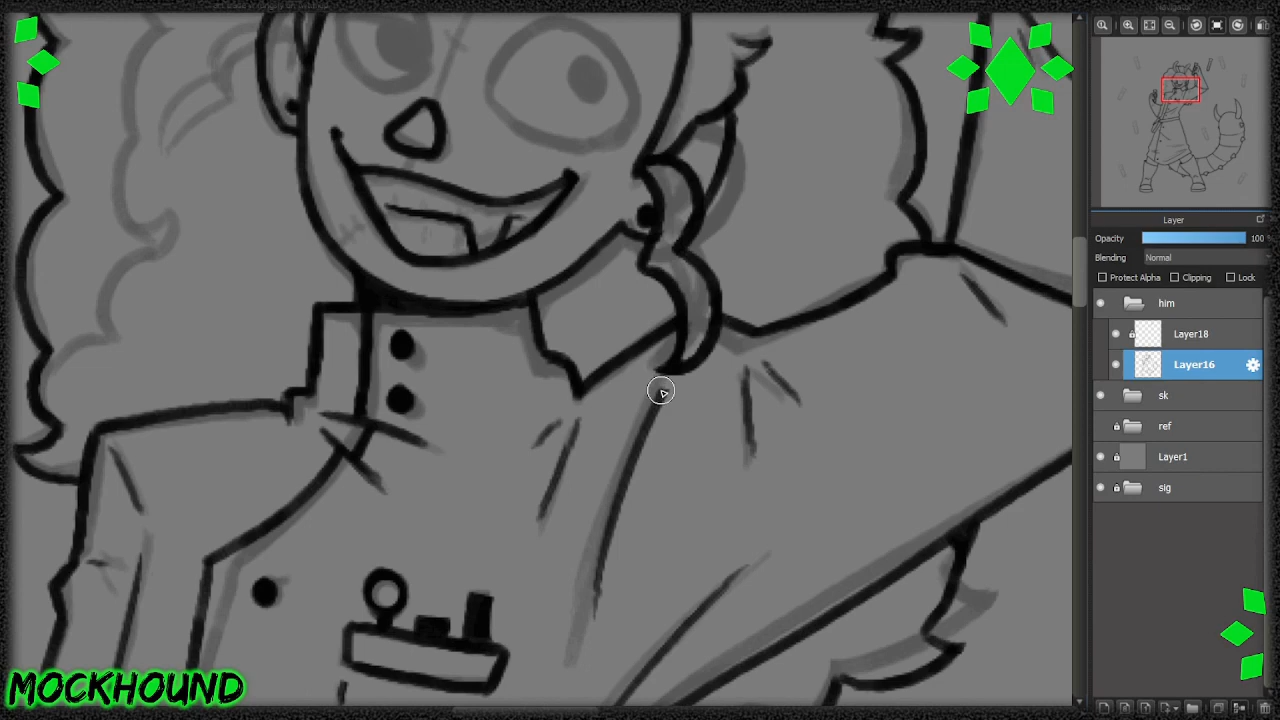 Layer
Opacity 100
Blending Normal
Protect Alpha Clipping Lock
him
Layer18
Layer16
sk
ref
Layer1
sig
MOCKHOUND